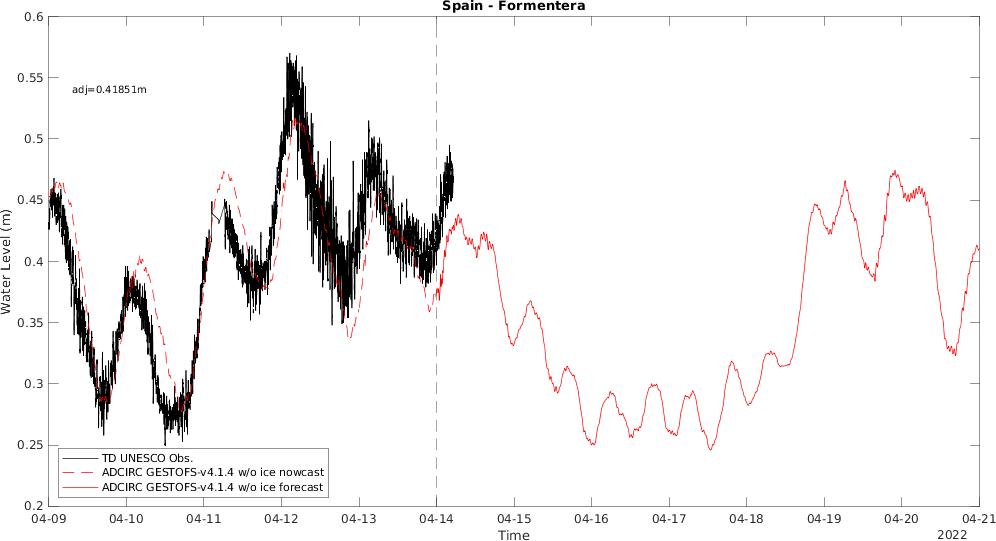 Spain - Formentera
0.6
0.55
adj=0.41851m
0.5
0.45
0.4
0.35
0.3
0.25
0.2
Water Level (m)
TD UNESCO Obs.
ADCIRC GESTOFS-v4.1.4 w/o ice nowcast
ADCIRC GESTOFS-v4.1.4 w/o ice forecast
04-09 04-10 04-11 04-12 04-13 04-14 04-15 04-16 04-17 04-18 04-19 04-20 04-21
Time
2022